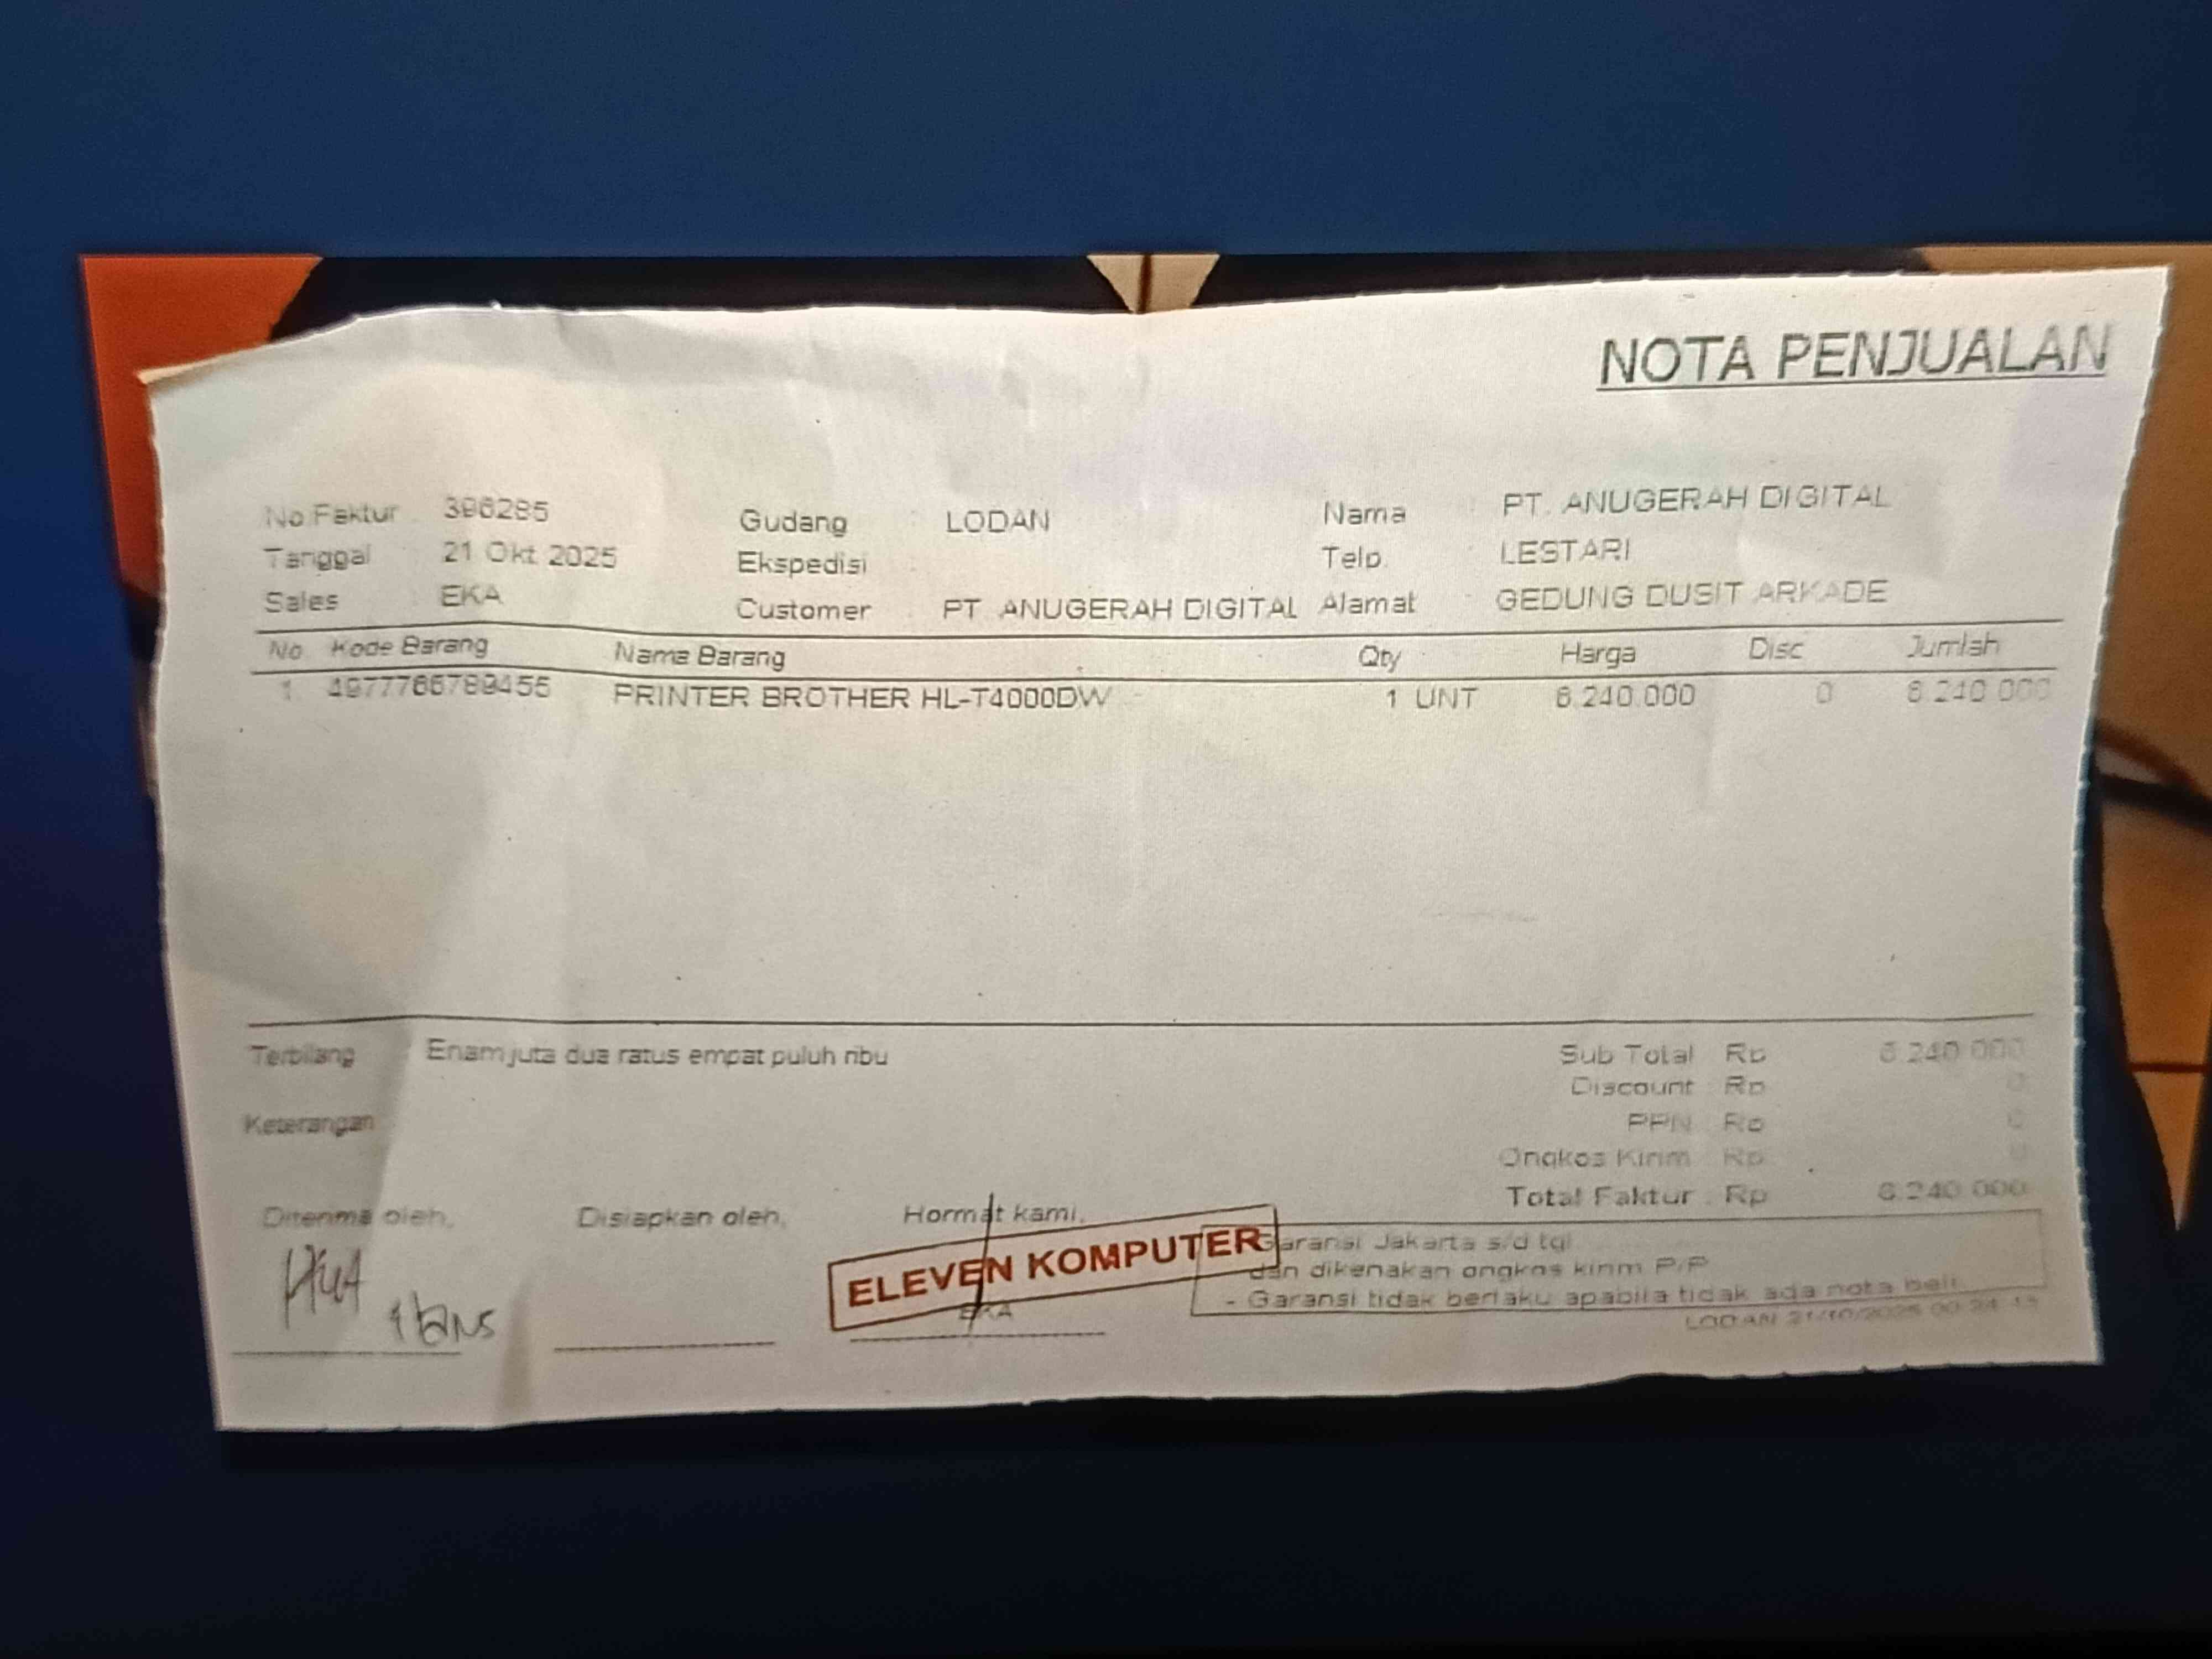 NOTA PENJUALAN
No.Faktur : 396285
Tanggal : 21 Okt 2025
Sales : EKA
Gudang : LODAN
Ekspedisi
Customer PT. ANUGERAH DIGITAL
Nama PT. ANUGERAH DIGITAL
Telp. : LESTARI
Alamat : GEDUNG DUSIT ARKADE
No Kode Barang Nama Barang Qty Harga Disc Jumlah
1 4977766789455 PRINTER BROTHER HL-T4000DW 1 UNT 6.240.000 0 6.240.000
Terbilang : Enam juta dua ratus empat puluh ribu
Keterangan :
Sub Total Rp 6.240.000
Discount : Rp 0
PPN : Rp 0
Ongkos Kirim : Rp 0
Total Faktur : Rp 6.240.000
Diterima oleh, Disiapkan oleh, Hormat kami,
ELEVEN KOMPUTER
EKA
Garansi Jakarta s/d tgl
dan dikenakan ongkos kirim P/P
- Garansi tidak berlaku apabila tidak ada nota beli.
LODAN 21/10/2025